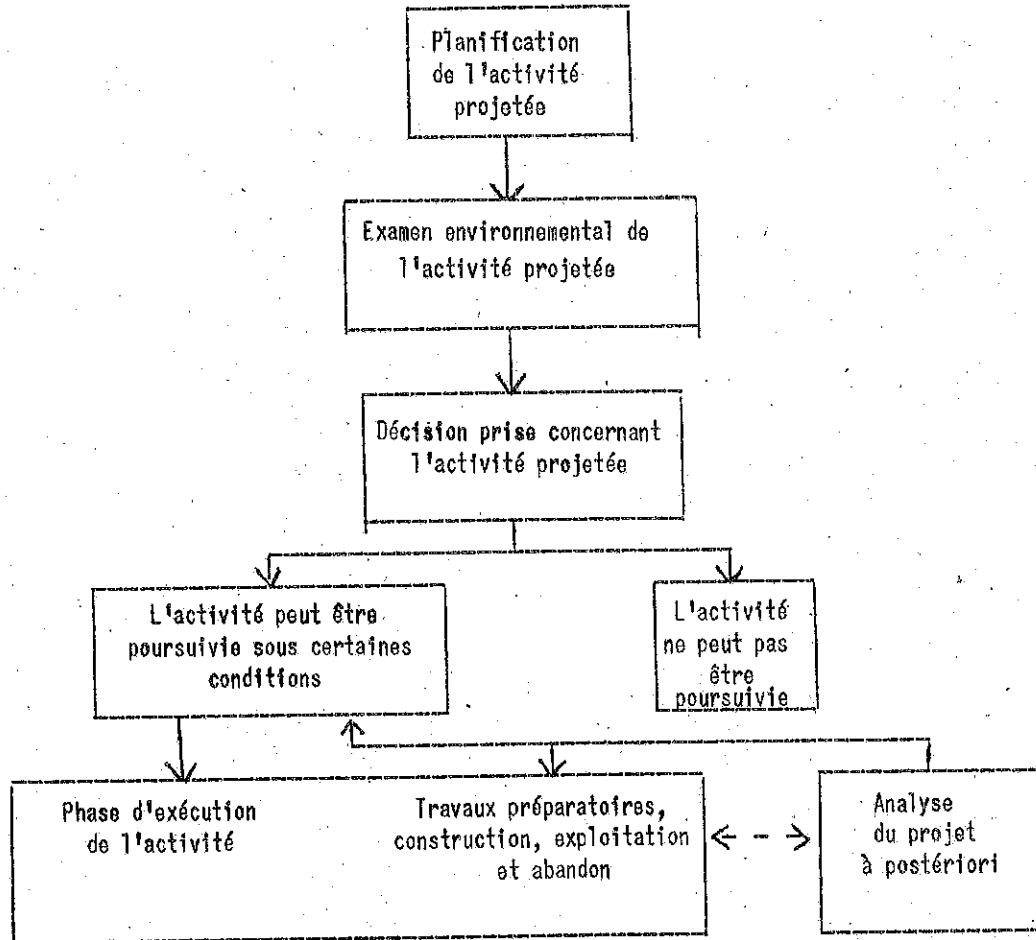 Planification
de l'activité
projetée
Examen environnemental de
l'activité projetée
Décision prise concernant
l'activité projetée
L'activité peut être
poursuivie sous certaines
conditions
L'activité
ne peut pas
être
poursuivie
Phase d'exécution
de l'activité
Travaux préparatoires,
construction, exploitation
et abandon
Analyse
du projet
à postériori